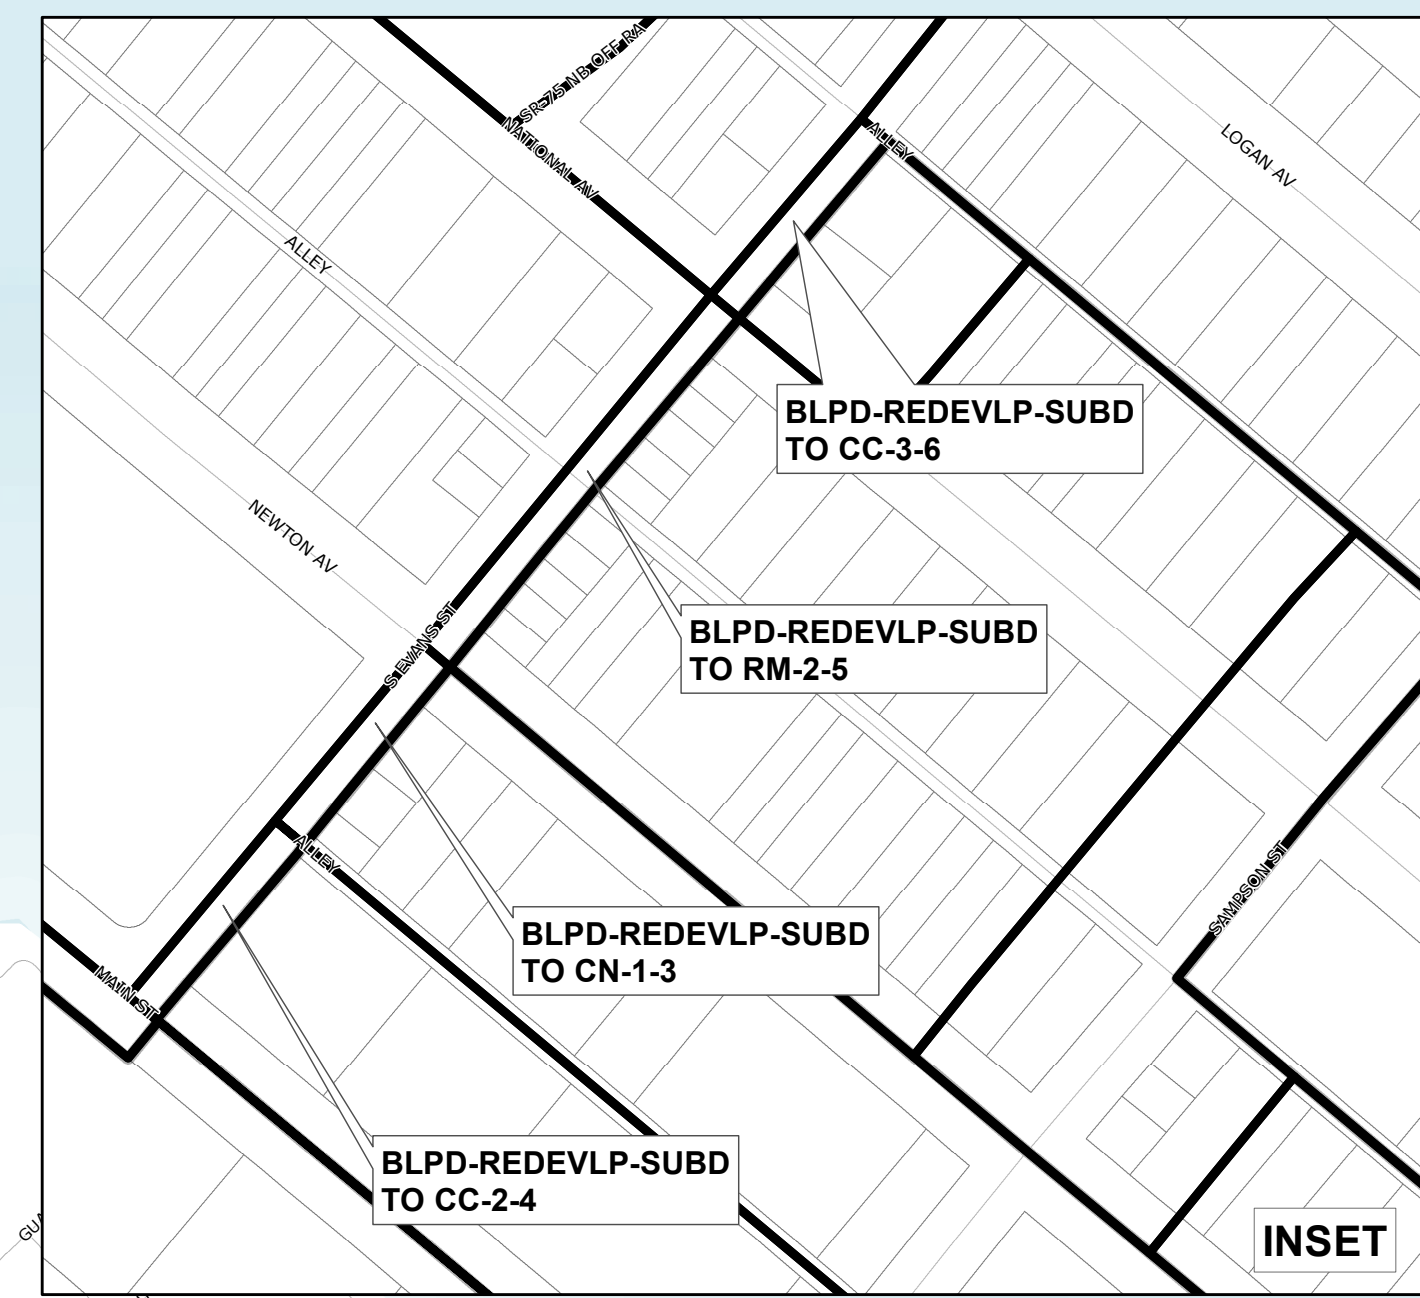 SR-75 NB OFF RA
NATIONAL AV
ALLEY
LOGAN AV
ALLEY
BLPD-REDEVLP-SUBD
TO CC-3-6
NEWTON AV
BLPD-REDEVLP-SUBD
TO RM-2-5
S EVANS ST
ALLEY
SAMPSON ST
BLPD-REDEVLP-SUBD
TO CN-1-3
MAIN ST
BLPD-REDEVLP-SUBD
TO CC-2-4
INSET